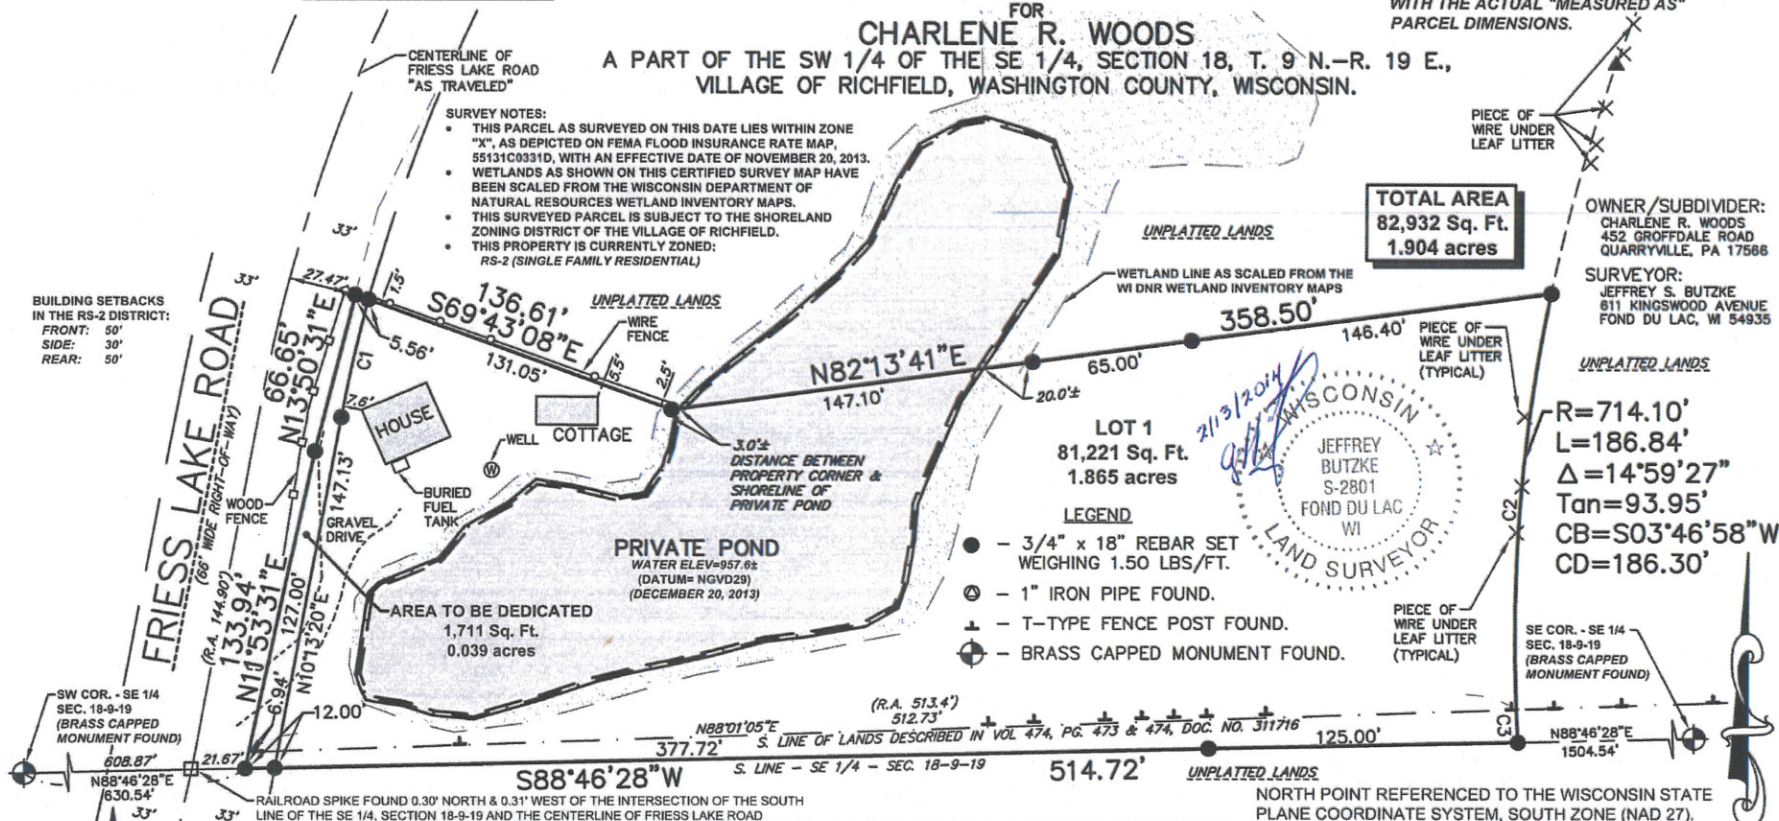 WITH THE ACTUAL "MEASURED AS"
PARCEL DIMENSIONS.
FOR
CHARLENE R. WOODS
A PART OF THE SW 1/4 OF THE SE 1/4, SECTION 18, T. 9 N.-R. 19 E.,
VILLAGE OF RICHFIELD, WASHINGTON COUNTY, WISCONSIN.
CENTERLINE OF
FRIESS LAKE ROAD
"AS TRAVELED"
SURVEY NOTES:
• THIS PARCEL AS SURVEYED ON THIS DATE LIES WITHIN ZONE
"X", AS DEPICTED ON FEMA FLOOD INSURANCE RATE MAP,
55131C0331D, WITH AN EFFECTIVE DATE OF NOVEMBER 20, 2013.
• WETLANDS AS SHOWN ON THIS CERTIFIED SURVEY MAP HAVE
BEEN SCALED FROM THE WISCONSIN DEPARTMENT OF
NATURAL RESOURCES WETLAND INVENTORY MAPS.
• THIS SURVEYED PARCEL IS SUBJECT TO THE SHORELAND
ZONING DISTRICT OF THE VILLAGE OF RICHFIELD.
• THIS PROPERTY IS CURRENTLY ZONED:
RS-2 (SINGLE FAMILY RESIDENTIAL)
PIECE OF
WIRE UNDER
LEAF LITTER
TOTAL AREA
82,932 Sq. Ft.
1.904 acres
OWNER/SUBDIVIDER:
CHARLENE R. WOODS
452 GROFFDALE ROAD
QUARRYVILLE, PA 17566
SURVEYOR:
JEFFREY S. BUTZKE
611 KINGSWOOD AVENUE
FOND DU LAC, WI 54935
UNPLATTED LANDS
WETLAND LINE AS SCALED FROM THE
WI DNR WETLAND INVENTORY MAPS
BUILDING SETBACKS
IN THE RS-2 DISTRICT:
FRONT: 50'
SIDE: 30'
REAR: 50'
33'
33'
27.47'
1.5'
136.61'
S69°43'08"E
131.05'
UNPLATTED LANDS
WIRE
FENCE
5.5'
2.5'
5.56'
66.65'
N13°50'31"E
C1
7.6'
HOUSE
COTTAGE
WELL
W
BURIED
FUEL
TANK
WOOD
FENCE
GRAVEL
DRIVE
147.13'
FRIESS LAKE ROAD
(66' WIDE RIGHT-OF-WAY)
(R.A. 144.90')
133.94'
N11°53'31"E
127.00'
N10°13'20"E
6.94'
12.00'
3.0'±
DISTANCE BETWEEN
PROPERTY CORNER &
SHORELINE OF
PRIVATE POND
N82°13'41"E
358.50'
147.10'
65.00'
146.40'
20.0'±
PIECE OF
WIRE UNDER
LEAF LITTER
(TYPICAL)
UNPLATTED LANDS
LOT 1
81,221 Sq. Ft.
1.865 acres
2/13/2014
WISCONSIN
JEFFREY
BUTZKE
S-2801
FOND DU LAC
WI
LAND SURVEYOR
R=714.10'
L=186.84'
Δ=14°59'27"
Tan=93.95'
CB=S03°46'58"W
CD=186.30'
C2
LEGEND
- 3/4" x 18" REBAR SET
WEIGHING 1.50 LBS/FT.
- 1" IRON PIPE FOUND.
- T-TYPE FENCE POST FOUND.
- BRASS CAPPED MONUMENT FOUND.
PRIVATE POND
WATER ELEV=957.6±
(DATUM= NGVD29)
(DECEMBER 20, 2013)
AREA TO BE DEDICATED
1,711 Sq. Ft.
0.039 acres
PIECE OF
WIRE UNDER
LEAF LITTER
(TYPICAL)
SE COR. - SE 1/4
SEC. 18-9-19
(BRASS CAPPED
MONUMENT FOUND)
SW COR. - SE 1/4
SEC. 18-9-19
(BRASS CAPPED
MONUMENT FOUND)
608.87'
N88°46'28"E
630.54'
21.67'
33'
33'
(R.A. 513.4')
N88°01'05"E 512.73'
S. LINE OF LANDS DESCRIBED IN VOL 474, PG. 473 & 474, DOC. NO. 311716
377.72'
125.00'
C3
N88°46'28"E
1504.54'
S88°46'28"W
S. LINE - SE 1/4 - SEC. 18-9-19
514.72'
UNPLATTED LANDS
RAILROAD SPIKE FOUND 0.30' NORTH & 0.31' WEST OF THE INTERSECTION OF THE SOUTH
LINE OF THE SE 1/4, SECTION 18-9-19 AND THE CENTERLINE OF FRIESS LAKE ROAD
NORTH POINT REFERENCED TO THE WISCONSIN STATE
PLANE COORDINATE SYSTEM, SOUTH ZONE (NAD 27).